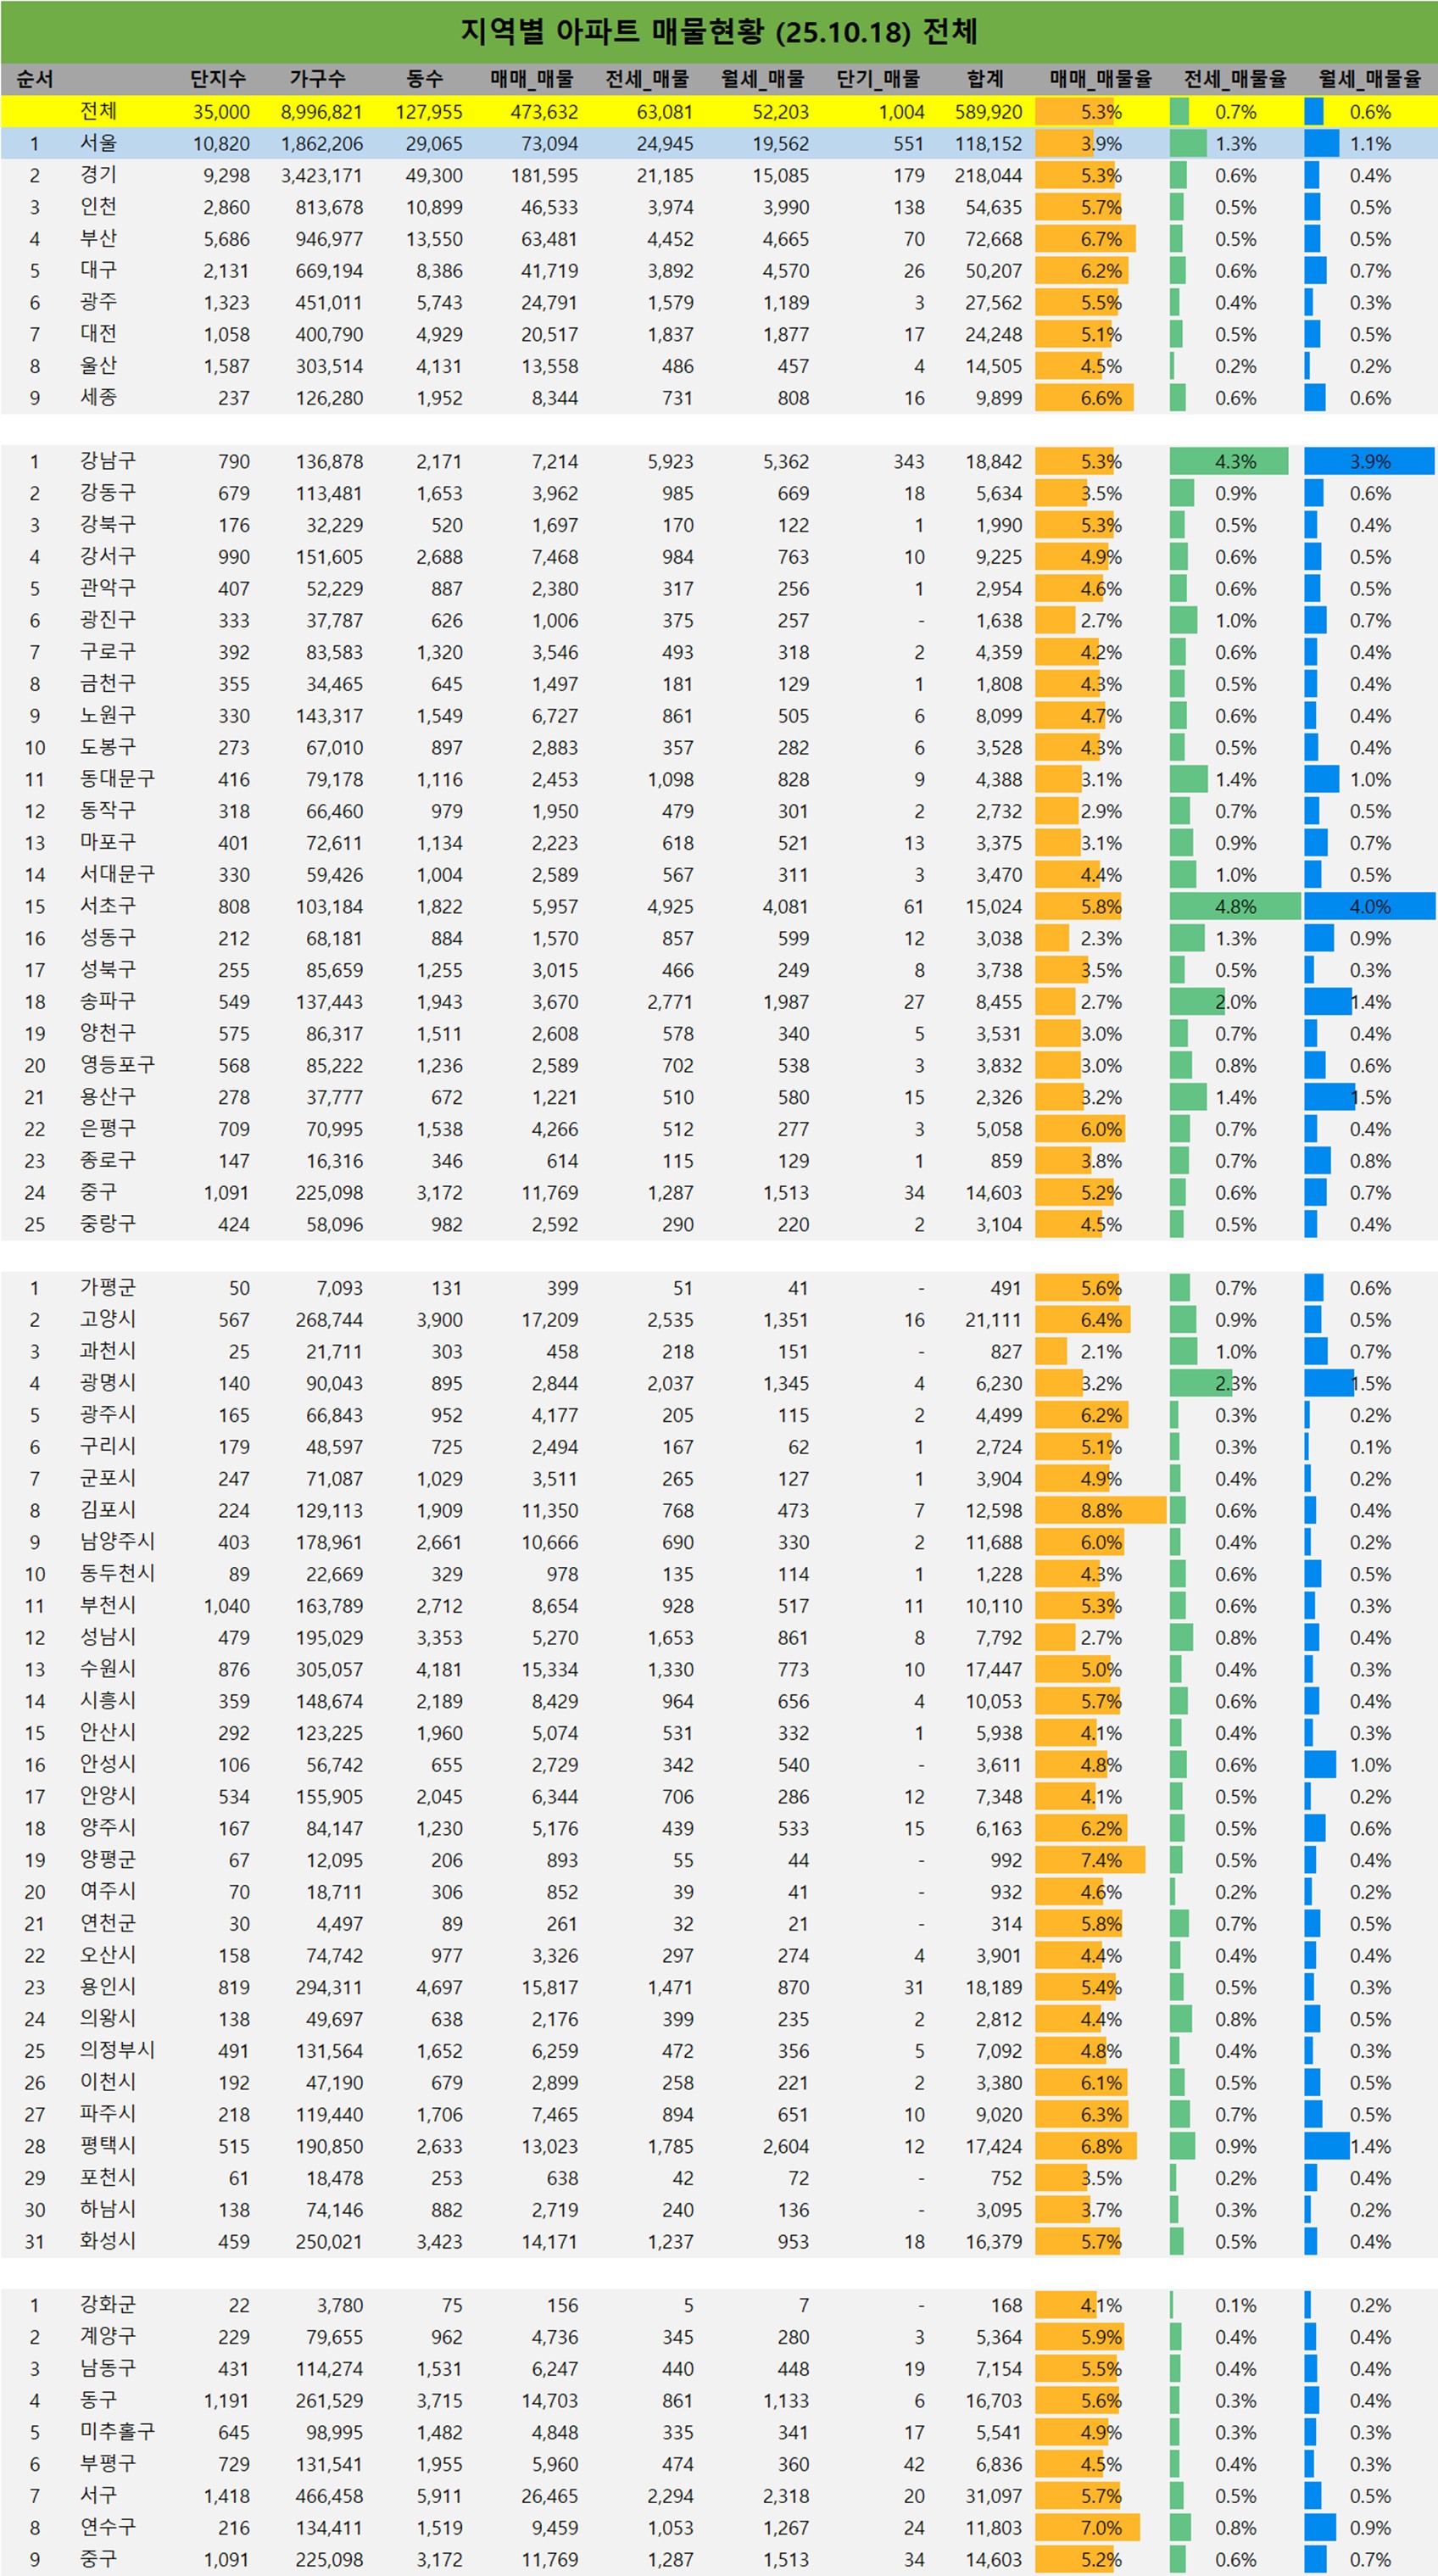 지역별 아파트 매물현황 (25.10.18) 전체
순서 단지수 가구수 동수 매매_매물 전세_매물 월세_매물 단기_매물 합계 매매_매물율 전세_매물율 월세_매물율
전체 35,000 8,996,821 127,955 473,632 63,081 52,203 1,004 589,920 5.3% 0.7% 0.6%
1 서울 10,820 1,862,206 29,065 73,094 24,945 19,562 551 118,152 3.9% 1.3% 1.1%
2 경기 9,298 3,423,171 49,300 181,595 21,185 15,085 179 218,044 5.3% 0.6% 0.4%
3 인천 2,860 813,678 10,899 46,533 3,974 3,990 138 54,635 5.7% 0.5% 0.5%
4 부산 5,686 946,977 13,550 63,481 4,452 4,665 70 72,668 6.7% 0.5% 0.5%
5 대구 2,131 669,194 8,386 41,719 3,892 4,570 26 50,207 6.2% 0.6% 0.7%
6 광주 1,323 451,011 5,743 24,791 1,579 1,189 3 27,562 5.5% 0.4% 0.3%
7 대전 1,058 400,790 4,929 20,517 1,837 1,877 17 24,248 5.1% 0.5% 0.5%
8 울산 1,587 303,514 4,131 13,558 486 457 4 14,505 4.5% 0.2% 0.2%
9 세종 237 126,280 1,952 8,344 731 808 16 9,899 6.6% 0.6% 0.6%
1 강남구 790 136,878 2,171 7,214 5,923 5,362 343 18,842 5.3% 4.3% 3.9%
2 강동구 679 113,481 1,653 3,962 985 669 18 5,634 3.5% 0.9% 0.6%
3 강북구 176 32,229 520 1,697 170 122 1 1,990 5.3% 0.5% 0.4%
4 강서구 990 151,605 2,688 7,468 984 763 10 9,225 4.9% 0.6% 0.5%
5 관악구 407 52,229 887 2,380 317 256 1 2,954 4.6% 0.6% 0.5%
6 광진구 333 37,787 626 1,006 375 257 - 1,638 2.7% 1.0% 0.7%
7 구로구 392 83,583 1,320 3,546 493 318 2 4,359 4.2% 0.6% 0.4%
8 금천구 355 34,465 645 1,497 181 129 1 1,808 4.3% 0.5% 0.4%
9 노원구 330 143,317 1,549 6,727 861 505 6 8,099 4.7% 0.6% 0.4%
10 도봉구 273 67,010 897 2,883 357 282 6 3,528 4.3% 0.5% 0.4%
11 동대문구 416 79,178 1,116 2,453 1,098 828 9 4,388 3.1% 1.4% 1.0%
12 동작구 318 66,460 979 1,950 479 301 2 2,732 2.9% 0.7% 0.5%
13 마포구 401 72,611 1,134 2,223 618 521 13 3,375 3.1% 0.9% 0.7%
14 서대문구 330 59,426 1,004 2,589 567 311 3 3,470 4.4% 1.0% 0.5%
15 서초구 808 103,184 1,822 5,957 4,925 4,081 61 15,024 5.8% 4.8% 4.0%
16 성동구 212 68,181 884 1,570 857 599 12 3,038 2.3% 1.3% 0.9%
17 성북구 255 85,659 1,255 3,015 466 249 8 3,738 3.5% 0.5% 0.3%
18 송파구 549 137,443 1,943 3,670 2,771 1,987 27 8,455 2.7% 2.0% 1.4%
19 양천구 575 86,317 1,511 2,608 578 340 5 3,531 3.0% 0.7% 0.4%
20 영등포구 568 85,222 1,236 2,589 702 538 3 3,832 3.0% 0.8% 0.6%
21 용산구 278 37,777 672 1,221 510 580 15 2,326 3.2% 1.4% 1.5%
22 은평구 709 70,995 1,538 4,266 512 277 3 5,058 6.0% 0.7% 0.4%
23 종로구 147 16,316 346 614 115 129 1 859 3.8% 0.7% 0.8%
24 중구 1,091 225,098 3,172 11,769 1,287 1,513 34 14,603 5.2% 0.6% 0.7%
25 중랑구 424 58,096 982 2,592 290 220 2 3,104 4.5% 0.5% 0.4%
1 가평군 50 7,093 131 399 51 41 - 491 5.6% 0.7% 0.6%
2 고양시 567 268,744 3,900 17,209 2,535 1,351 16 21,111 6.4% 0.9% 0.5%
3 과천시 25 21,711 303 458 218 151 - 827 2.1% 1.0% 0.7%
4 광명시 140 90,043 895 2,844 2,037 1,345 4 6,230 3.2% 2.3% 1.5%
5 광주시 165 66,843 952 4,177 205 115 2 4,499 6.2% 0.3% 0.2%
6 구리시 179 48,597 725 2,494 167 62 1 2,724 5.1% 0.3% 0.1%
7 군포시 247 71,087 1,029 3,511 265 127 1 3,904 4.9% 0.4% 0.2%
8 김포시 224 129,113 1,909 11,350 768 473 7 12,598 8.8% 0.6% 0.4%
9 남양주시 403 178,961 2,661 10,666 690 330 2 11,688 6.0% 0.4% 0.2%
10 동두천시 89 22,669 329 978 135 114 1 1,228 4.3% 0.6% 0.5%
11 부천시 1,040 163,789 2,712 8,654 928 517 11 10,110 5.3% 0.6% 0.3%
12 성남시 479 195,029 3,353 5,270 1,653 861 8 7,792 2.7% 0.8% 0.4%
13 수원시 876 305,057 4,181 15,334 1,330 773 10 17,447 5.0% 0.4% 0.3%
14 시흥시 359 148,674 2,189 8,429 964 656 4 10,053 5.7% 0.6% 0.4%
15 안산시 292 123,225 1,960 5,074 531 332 1 5,938 4.1% 0.4% 0.3%
16 안성시 106 56,742 655 2,729 342 540 - 3,611 4.8% 0.6% 1.0%
17 안양시 534 155,905 2,045 6,344 706 286 12 7,348 4.1% 0.5% 0.2%
18 양주시 167 84,147 1,230 5,176 439 533 15 6,163 6.2% 0.5% 0.6%
19 양평군 67 12,095 206 893 55 44 - 992 7.4% 0.5% 0.4%
20 여주시 70 18,711 306 852 39 41 - 932 4.6% 0.2% 0.2%
21 연천군 30 4,497 89 261 32 21 - 314 5.8% 0.7% 0.5%
22 오산시 158 74,742 977 3,326 297 274 4 3,901 4.4% 0.4% 0.4%
23 용인시 819 294,311 4,697 15,817 1,471 870 31 18,189 5.4% 0.5% 0.3%
24 의왕시 138 49,697 638 2,176 399 235 2 2,812 4.4% 0.8% 0.5%
25 의정부시 491 131,564 1,652 6,259 472 356 5 7,092 4.8% 0.4% 0.3%
26 이천시 192 47,190 679 2,899 258 221 2 3,380 6.1% 0.5% 0.5%
27 파주시 218 119,440 1,706 7,465 894 651 10 9,020 6.3% 0.7% 0.5%
28 평택시 515 190,850 2,633 13,023 1,785 2,604 12 17,424 6.8% 0.9% 1.4%
29 포천시 61 18,478 253 638 42 72 - 752 3.5% 0.2% 0.4%
30 하남시 138 74,146 882 2,719 240 136 - 3,095 3.7% 0.3% 0.2%
31 화성시 459 250,021 3,423 14,171 1,237 953 18 16,379 5.7% 0.5% 0.4%
1 강화군 22 3,780 75 156 5 7 - 168 4.1% 0.1% 0.2%
2 계양구 229 79,655 962 4,736 345 280 3 5,364 5.9% 0.4% 0.4%
3 남동구 431 114,274 1,531 6,247 440 448 19 7,154 5.5% 0.4% 0.4%
4 동구 1,191 261,529 3,715 14,703 861 1,133 6 16,703 5.6% 0.3% 0.4%
5 미추홀구 645 98,995 1,482 4,848 335 341 17 5,541 4.9% 0.3% 0.3%
6 부평구 729 131,541 1,955 5,960 474 360 42 6,836 4.5% 0.4% 0.3%
7 서구 1,418 466,458 5,911 26,465 2,294 2,318 20 31,097 5.7% 0.5% 0.5%
8 연수구 216 134,411 1,519 9,459 1,053 1,267 24 11,803 7.0% 0.8% 0.9%
9 중구 1,091 225,098 3,172 11,769 1,287 1,513 34 14,603 5.2% 0.6% 0.7%